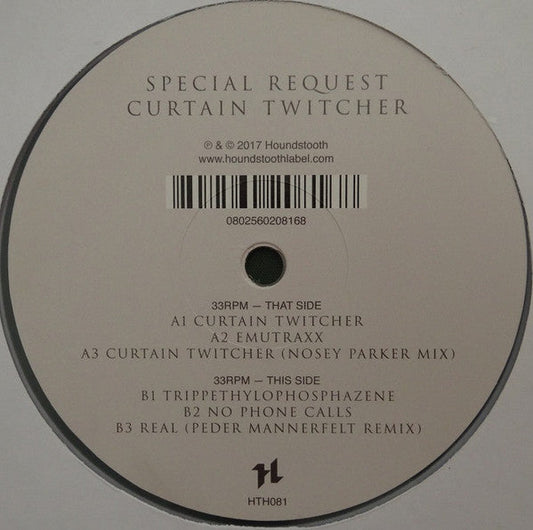 SPECIAL REQUEST
CURTAIN TWITCHER
℗ & © 2017 Houndstooth
www.houndstoothlabel.com
0802560208168
33RPM — THAT SIDE
A1 CURTAIN TWITCHER
A2 EMUTRAXX
A3 CURTAIN TWITCHER (NOSEY PARKER MIX)
33RPM — THIS SIDE
B1 TRIPPETHYLOPHOSPHAZENE
B2 NO PHONE CALLS
B3 REAL (PEDER MANNERFELT REMIX)
H
HTH081